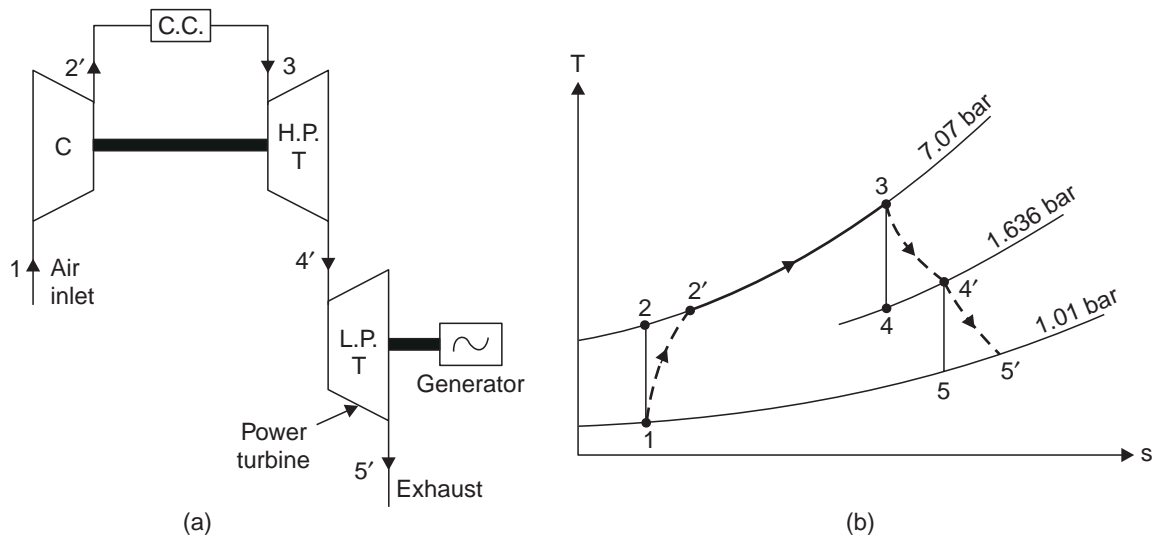 C.C.
2′
3
C
H.P.
T
1
Air
inlet
4′
L.P.
T
Generator
Power
turbine
5′
Exhaust
(a)
T
7.07 bar
3
1.636 bar
2
2′
4′
4
1.01 bar
1
5
5′
s
(b)